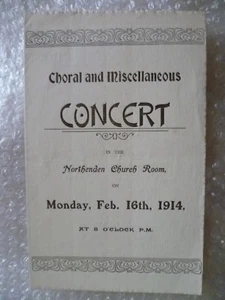 Choral and Miscellaneous
CONCERT
IN THE
Northenden Church Room,
ON
Monday, Feb. 16th, 1914,
AT 8 O'CLOCK P.M.